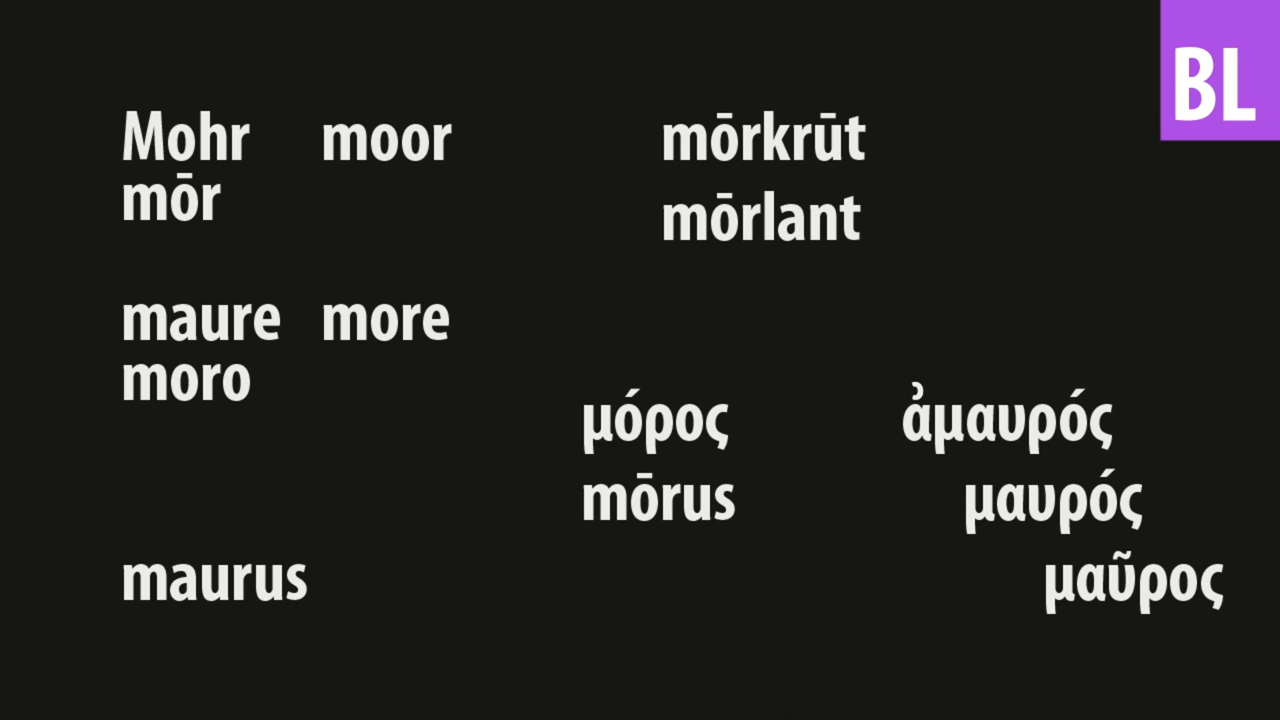 BL
Mohr moor mōrkrūt
mōr mōrlant
maure more
moro
μόρος ἀμαυρός
mōrus μαυρός
maurus μαῦρος